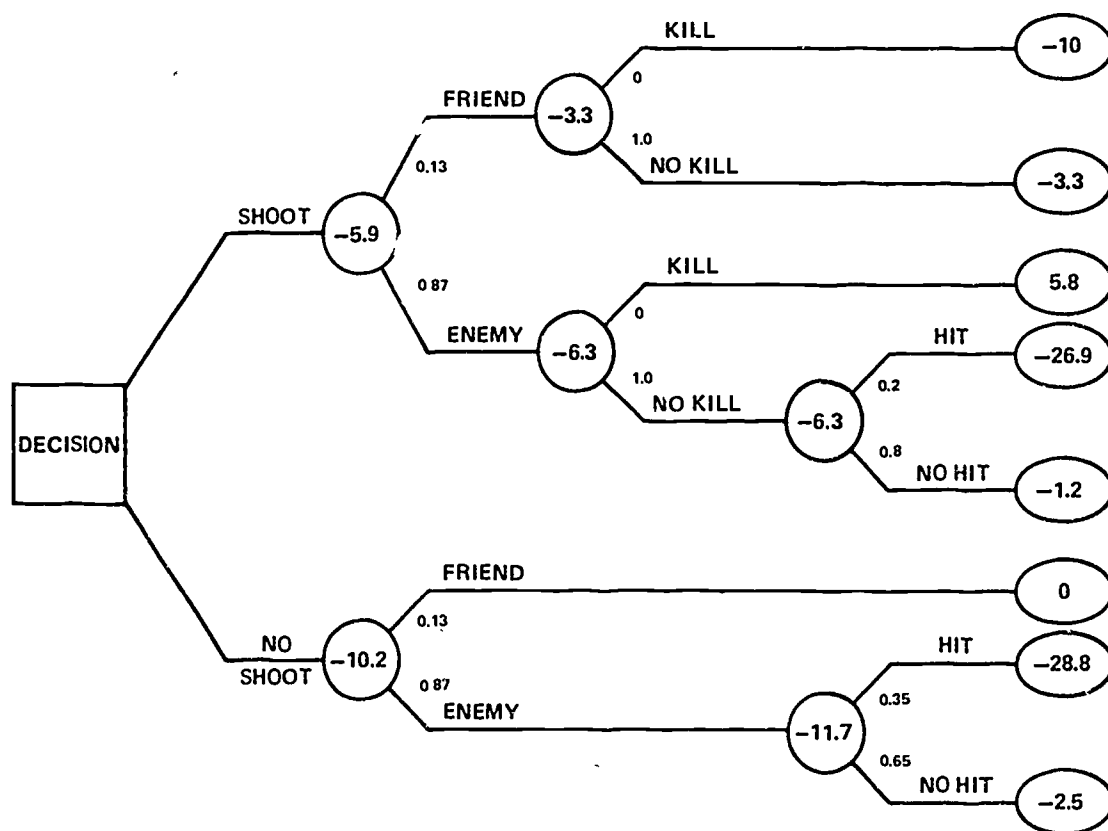 KILL
−10
0
FRIEND
−3.3
0.13
1.0
NO KILL
−3.3
SHOOT
−5.9
KILL
5.8
0.87
0
ENEMY
−6.3
HIT
−26.9
1.0
0.2
NO KILL
−6.3
0.8
NO HIT
−1.2
DECISION
FRIEND
0
0.13
NO
SHOOT
−10.2
HIT
−28.8
0.87
0.35
ENEMY
−11.7
0.65
NO HIT
−2.5